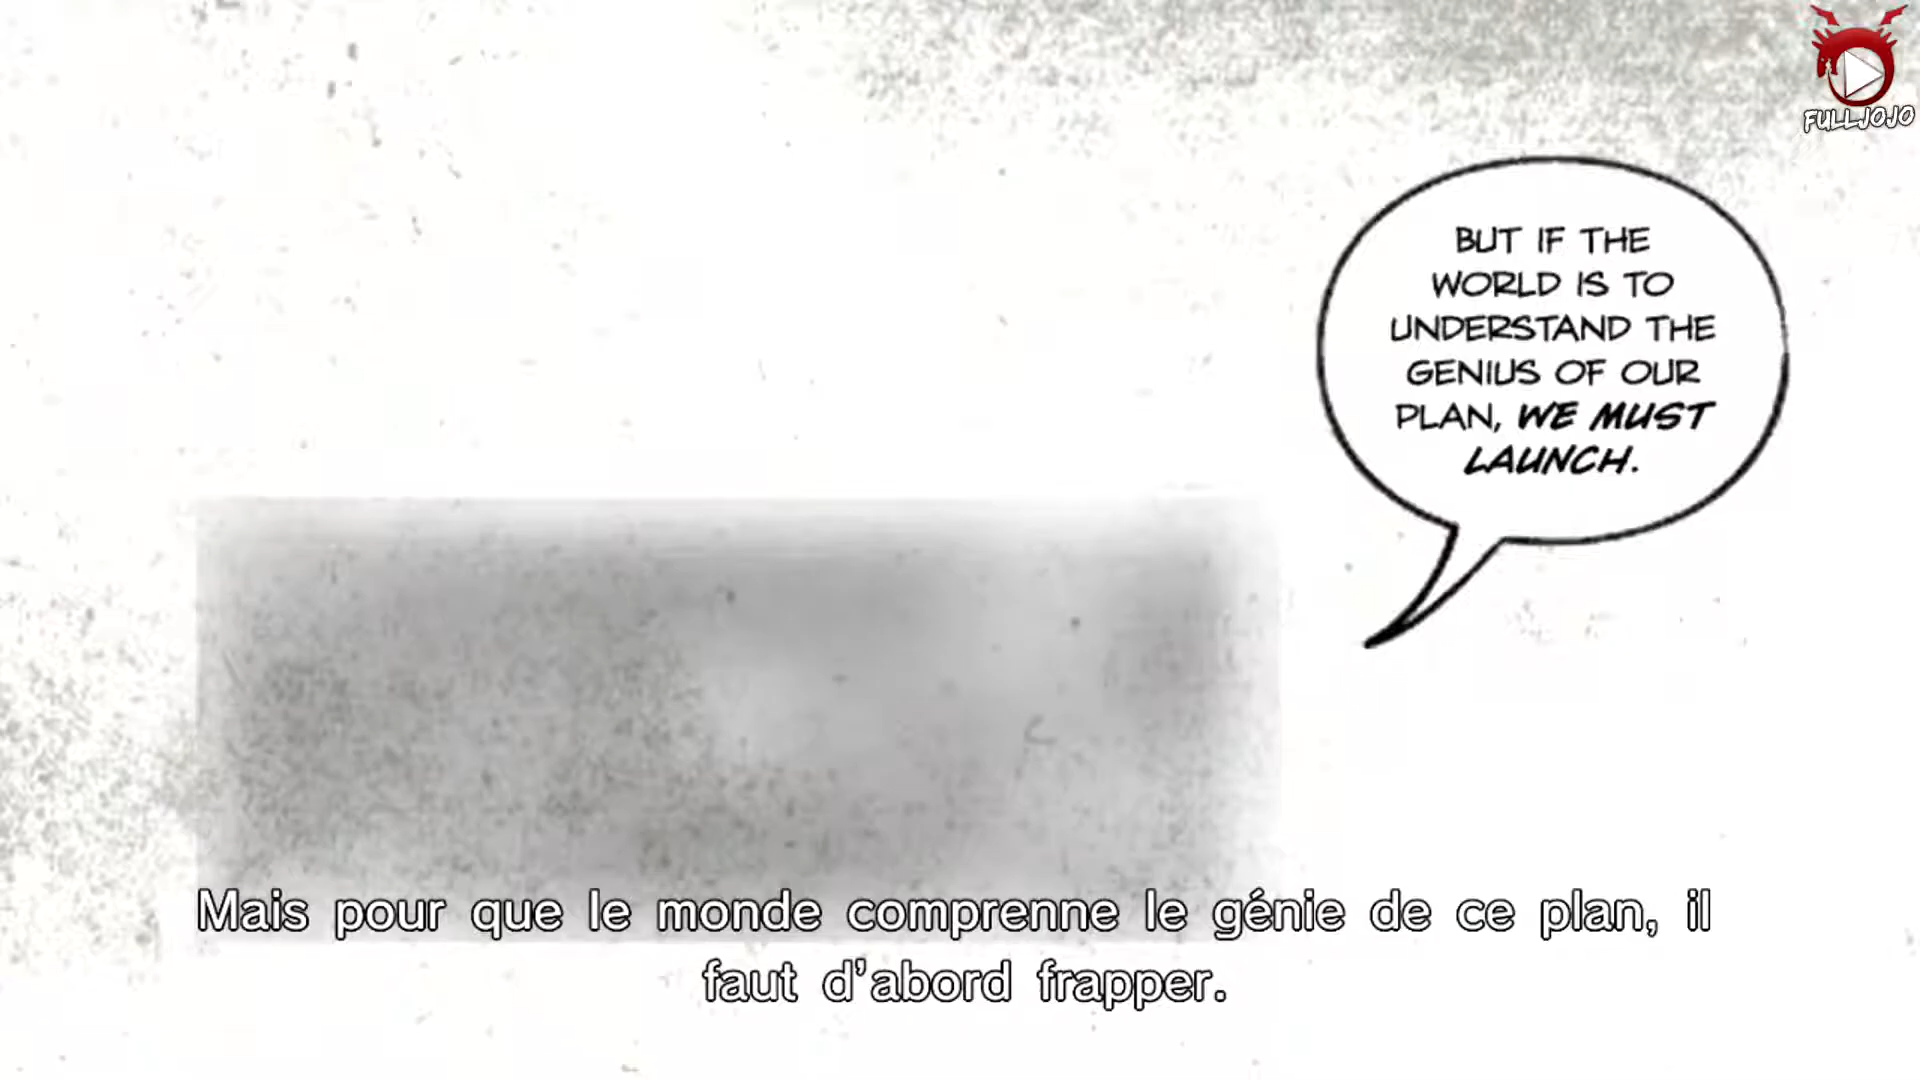 FULLJOJO
BUT IF THE
WORLD IS TO
UNDERSTAND THE
GENIUS OF OUR
PLAN, WE MUST
LAUNCH.
Mais pour que le monde comprenne le génie de ce plan, il
faut d'abord frapper.